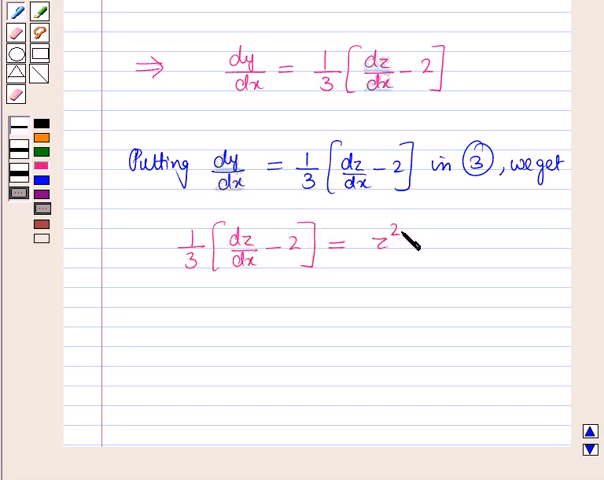 ⇒ dy/dx = 1/3 [dz/dx - 2]
Putting dy/dx = 1/3 [dz/dx - 2] in ③, we get
1/3 [dz/dx - 2] = z²